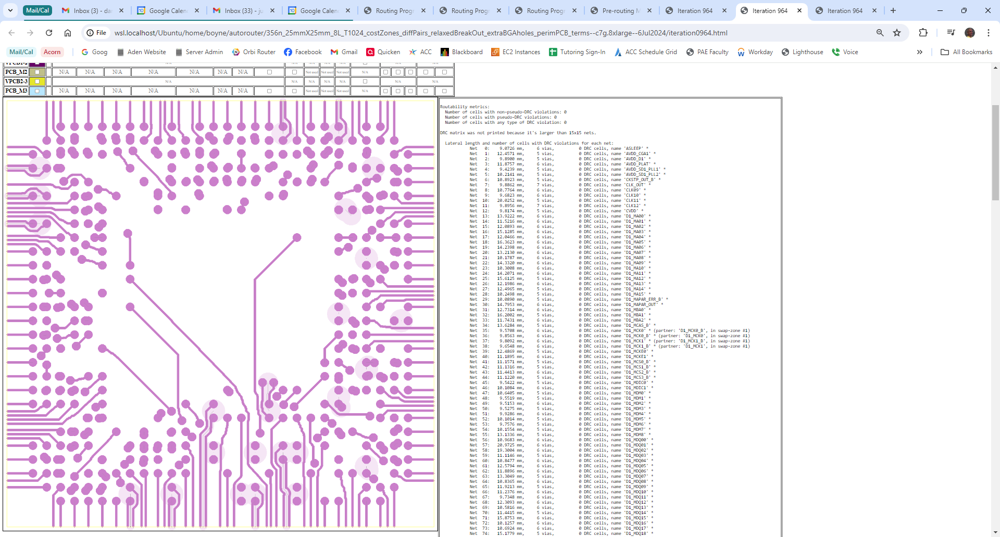 Mail/Cal
Inbox (3) - da
Google Calen
Inbox (33) - ju
Google Calen
Routing Prog
Routing Prog
Routing Prog
Pre-routing M
Iteration 964
Iteration 964
Iteration 964
File
wsl.localhost/Ubuntu/home/boyne/autorouter/356n_25mmX25mm_8L_T1024_costZones_diffPairs_relaxedBreakOut_extraBGAholes_perimPCB_terms--c7g.8xlarge--6Jul2024/iteration0964.html
Mail/Cal Acorn Goog Aden Website Server Admin Orbi Router Facebook Gmail Quicken ACC Blackboard EC2 Instances Tutoring Sign-In ACC Schedule Grid PAE Faculty Workday Lighthouse Voice » All Bookmarks
PCB_M2 N/A N/A N/A N/A N/A N/A N/A Not used Not used Not used N/A
VPCB2-3 N/A N/A N/A N/A N/A N/A N/A
PCB_M3 N/A N/A N/A N/A N/A N/A N/A Not used Not used Not used N/A
Routability metrics:
Number of cells with non-pseudo-DRC violations: 0
Number of cells with pseudo-DRC violations: 0
Number of cells with any type of DRC violation: 0
DRC matrix was not printed because it's larger than 15x15 nets.
Lateral length and number of cells with DRC violations for each net:
Net 0: 9.0726 mm, 6 vias, 0 DRC cells, name 'ASLEEP' *
Net 1: 12.4571 mm, 5 vias, 0 DRC cells, name 'AVDD_CGA1' *
Net 2: 9.8900 mm, 5 vias, 0 DRC cells, name 'AVDD_D1' *
Net 3: 11.8757 mm, 6 vias, 0 DRC cells, name 'AVDD_PLAT' *
Net 4: 9.4239 mm, 5 vias, 0 DRC cells, name 'AVDD_SD1_PLL1' *
Net 5: 10.2141 mm, 5 vias, 0 DRC cells, name 'AVDD_SD1_PLL2' *
Net 6: 10.8923 mm, 5 vias, 0 DRC cells, name 'CKSTP_OUT_B' *
Net 7: 9.8862 mm, 7 vias, 0 DRC cells, name 'CLK_OUT' *
Net 8: 10.7764 mm, 6 vias, 0 DRC cells, name 'CLK09' *
Net 9: 9.6823 mm, 5 vias, 0 DRC cells, name 'CLK10' *
Net 10: 20.0252 mm, 5 vias, 0 DRC cells, name 'CLK11' *
Net 11: 9.8956 mm, 7 vias, 0 DRC cells, name 'CLK12' *
Net 12: 9.8174 mm, 5 vias, 0 DRC cells, name 'CVDD' *
Net 13: 13.9222 mm, 6 vias, 0 DRC cells, name 'D1_MA00' *
Net 14: 11.5216 mm, 6 vias, 0 DRC cells, name 'D1_MA01' *
Net 15: 12.0893 mm, 6 vias, 0 DRC cells, name 'D1_MA02' *
Net 16: 15.1285 mm, 5 vias, 0 DRC cells, name 'D1_MA03' *
Net 17: 12.0466 mm, 6 vias, 0 DRC cells, name 'D1_MA04' *
Net 18: 16.3623 mm, 6 vias, 0 DRC cells, name 'D1_MA05' *
Net 19: 14.2398 mm, 5 vias, 0 DRC cells, name 'D1_MA06' *
Net 20: 13.2130 mm, 6 vias, 0 DRC cells, name 'D1_MA07' *
Net 21: 10.1787 mm, 6 vias, 0 DRC cells, name 'D1_MA08' *
Net 22: 14.3320 mm, 5 vias, 0 DRC cells, name 'D1_MA09' *
Net 23: 10.3008 mm, 5 vias, 0 DRC cells, name 'D1_MA10' *
Net 24: 14.2071 mm, 5 vias, 0 DRC cells, name 'D1_MA11' *
Net 25: 15.6125 mm, 5 vias, 0 DRC cells, name 'D1_MA12' *
Net 26: 12.1986 mm, 6 vias, 0 DRC cells, name 'D1_MA13' *
Net 27: 12.4965 mm, 5 vias, 0 DRC cells, name 'D1_MA14' *
Net 28: 10.2498 mm, 5 vias, 0 DRC cells, name 'D1_MA15' *
Net 29: 10.0890 mm, 5 vias, 0 DRC cells, name 'D1_MAPAR_ERR_B' *
Net 30: 14.7953 mm, 6 vias, 0 DRC cells, name 'D1_MAPAR_OUT' *
Net 31: 12.7314 mm, 6 vias, 0 DRC cells, name 'D1_MBA0' *
Net 32: 16.2002 mm, 5 vias, 0 DRC cells, name 'D1_MBA1' *
Net 33: 11.7431 mm, 6 vias, 0 DRC cells, name 'D1_MBA2' *
Net 34: 13.6284 mm, 5 vias, 0 DRC cells, name 'D1_MCAS_B' *
Net 35: 9.5708 mm, 6 vias, 0 DRC cells, name 'D1_MCK0' * (partner: 'D1_MCK0_B', in swap-zone #1)
Net 36: 9.8563 mm, 5 vias, 0 DRC cells, name 'D1_MCK0_B' * (partner: 'D1_MCK0', in swap-zone #1)
Net 37: 9.8092 mm, 5 vias, 0 DRC cells, name 'D1_MCK1' * (partner: 'D1_MCK1_B', in swap-zone #1)
Net 38: 9.6548 mm, 5 vias, 0 DRC cells, name 'D1_MCK1_B' * (partner: 'D1_MCK1', in swap-zone #1)
Net 39: 12.4869 mm, 6 vias, 0 DRC cells, name 'D1_MCKE0' *
Net 40: 11.1895 mm, 5 vias, 0 DRC cells, name 'D1_MCKE1' *
Net 41: 11.1571 mm, 5 vias, 0 DRC cells, name 'D1_MCS0_B' *
Net 42: 11.1316 mm, 5 vias, 0 DRC cells, name 'D1_MCS1_B' *
Net 43: 11.4413 mm, 5 vias, 0 DRC cells, name 'D1_MCS2_B' *
Net 44: 11.1220 mm, 5 vias, 0 DRC cells, name 'D1_MCS3_B' *
Net 45: 9.5422 mm, 5 vias, 0 DRC cells, name 'D1_MDIC0' *
Net 46: 10.1084 mm, 5 vias, 0 DRC cells, name 'D1_MDIC1' *
Net 47: 10.6405 mm, 5 vias, 0 DRC cells, name 'D1_MDM0' *
Net 48: 9.5519 mm, 6 vias, 0 DRC cells, name 'D1_MDM1' *
Net 49: 9.5153 mm, 6 vias, 0 DRC cells, name 'D1_MDM2' *
Net 50: 9.5275 mm, 6 vias, 0 DRC cells, name 'D1_MDM3' *
Net 51: 9.9286 mm, 6 vias, 0 DRC cells, name 'D1_MDM4' *
Net 52: 10.1014 mm, 5 vias, 0 DRC cells, name 'D1_MDM5' *
Net 53: 9.7576 mm, 6 vias, 0 DRC cells, name 'D1_MDM6' *
Net 54: 10.1554 mm, 5 vias, 0 DRC cells, name 'D1_MDM7' *
Net 55: 13.1336 mm, 5 vias, 0 DRC cells, name 'D1_MDM8' *
Net 56: 10.9683 mm, 6 vias, 0 DRC cells, name 'D1_MDQ00' *
Net 57: 20.9725 mm, 6 vias, 0 DRC cells, name 'D1_MDQ01' *
Net 58: 19.3004 mm, 6 vias, 0 DRC cells, name 'D1_MDQ02' *
Net 59: 11.1146 mm, 5 vias, 0 DRC cells, name 'D1_MDQ03' *
Net 60: 10.8477 mm, 6 vias, 0 DRC cells, name 'D1_MDQ04' *
Net 61: 12.5794 mm, 6 vias, 0 DRC cells, name 'D1_MDQ05' *
Net 62: 11.8896 mm, 6 vias, 0 DRC cells, name 'D1_MDQ06' *
Net 63: 13.3049 mm, 5 vias, 0 DRC cells, name 'D1_MDQ07' *
Net 64: 10.8365 mm, 6 vias, 0 DRC cells, name 'D1_MDQ08' *
Net 65: 11.9213 mm, 5 vias, 0 DRC cells, name 'D1_MDQ09' *
Net 66: 11.2376 mm, 6 vias, 0 DRC cells, name 'D1_MDQ10' *
Net 67: 9.7348 mm, 6 vias, 0 DRC cells, name 'D1_MDQ11' *
Net 68: 12.3093 mm, 5 vias, 0 DRC cells, name 'D1_MDQ12' *
Net 69: 10.5816 mm, 6 vias, 0 DRC cells, name 'D1_MDQ13' *
Net 70: 11.4415 mm, 5 vias, 0 DRC cells, name 'D1_MDQ14' *
Net 71: 15.8753 mm, 6 vias, 0 DRC cells, name 'D1_MDQ15' *
Net 72: 10.1257 mm, 6 vias, 0 DRC cells, name 'D1_MDQ16' *
Net 73: 10.6924 mm, 6 vias, 0 DRC cells, name 'D1_MDQ17' *
Net 74: 15.1779 mm, 5 vias, 0 DRC cells, name 'D1_MDQ18' *